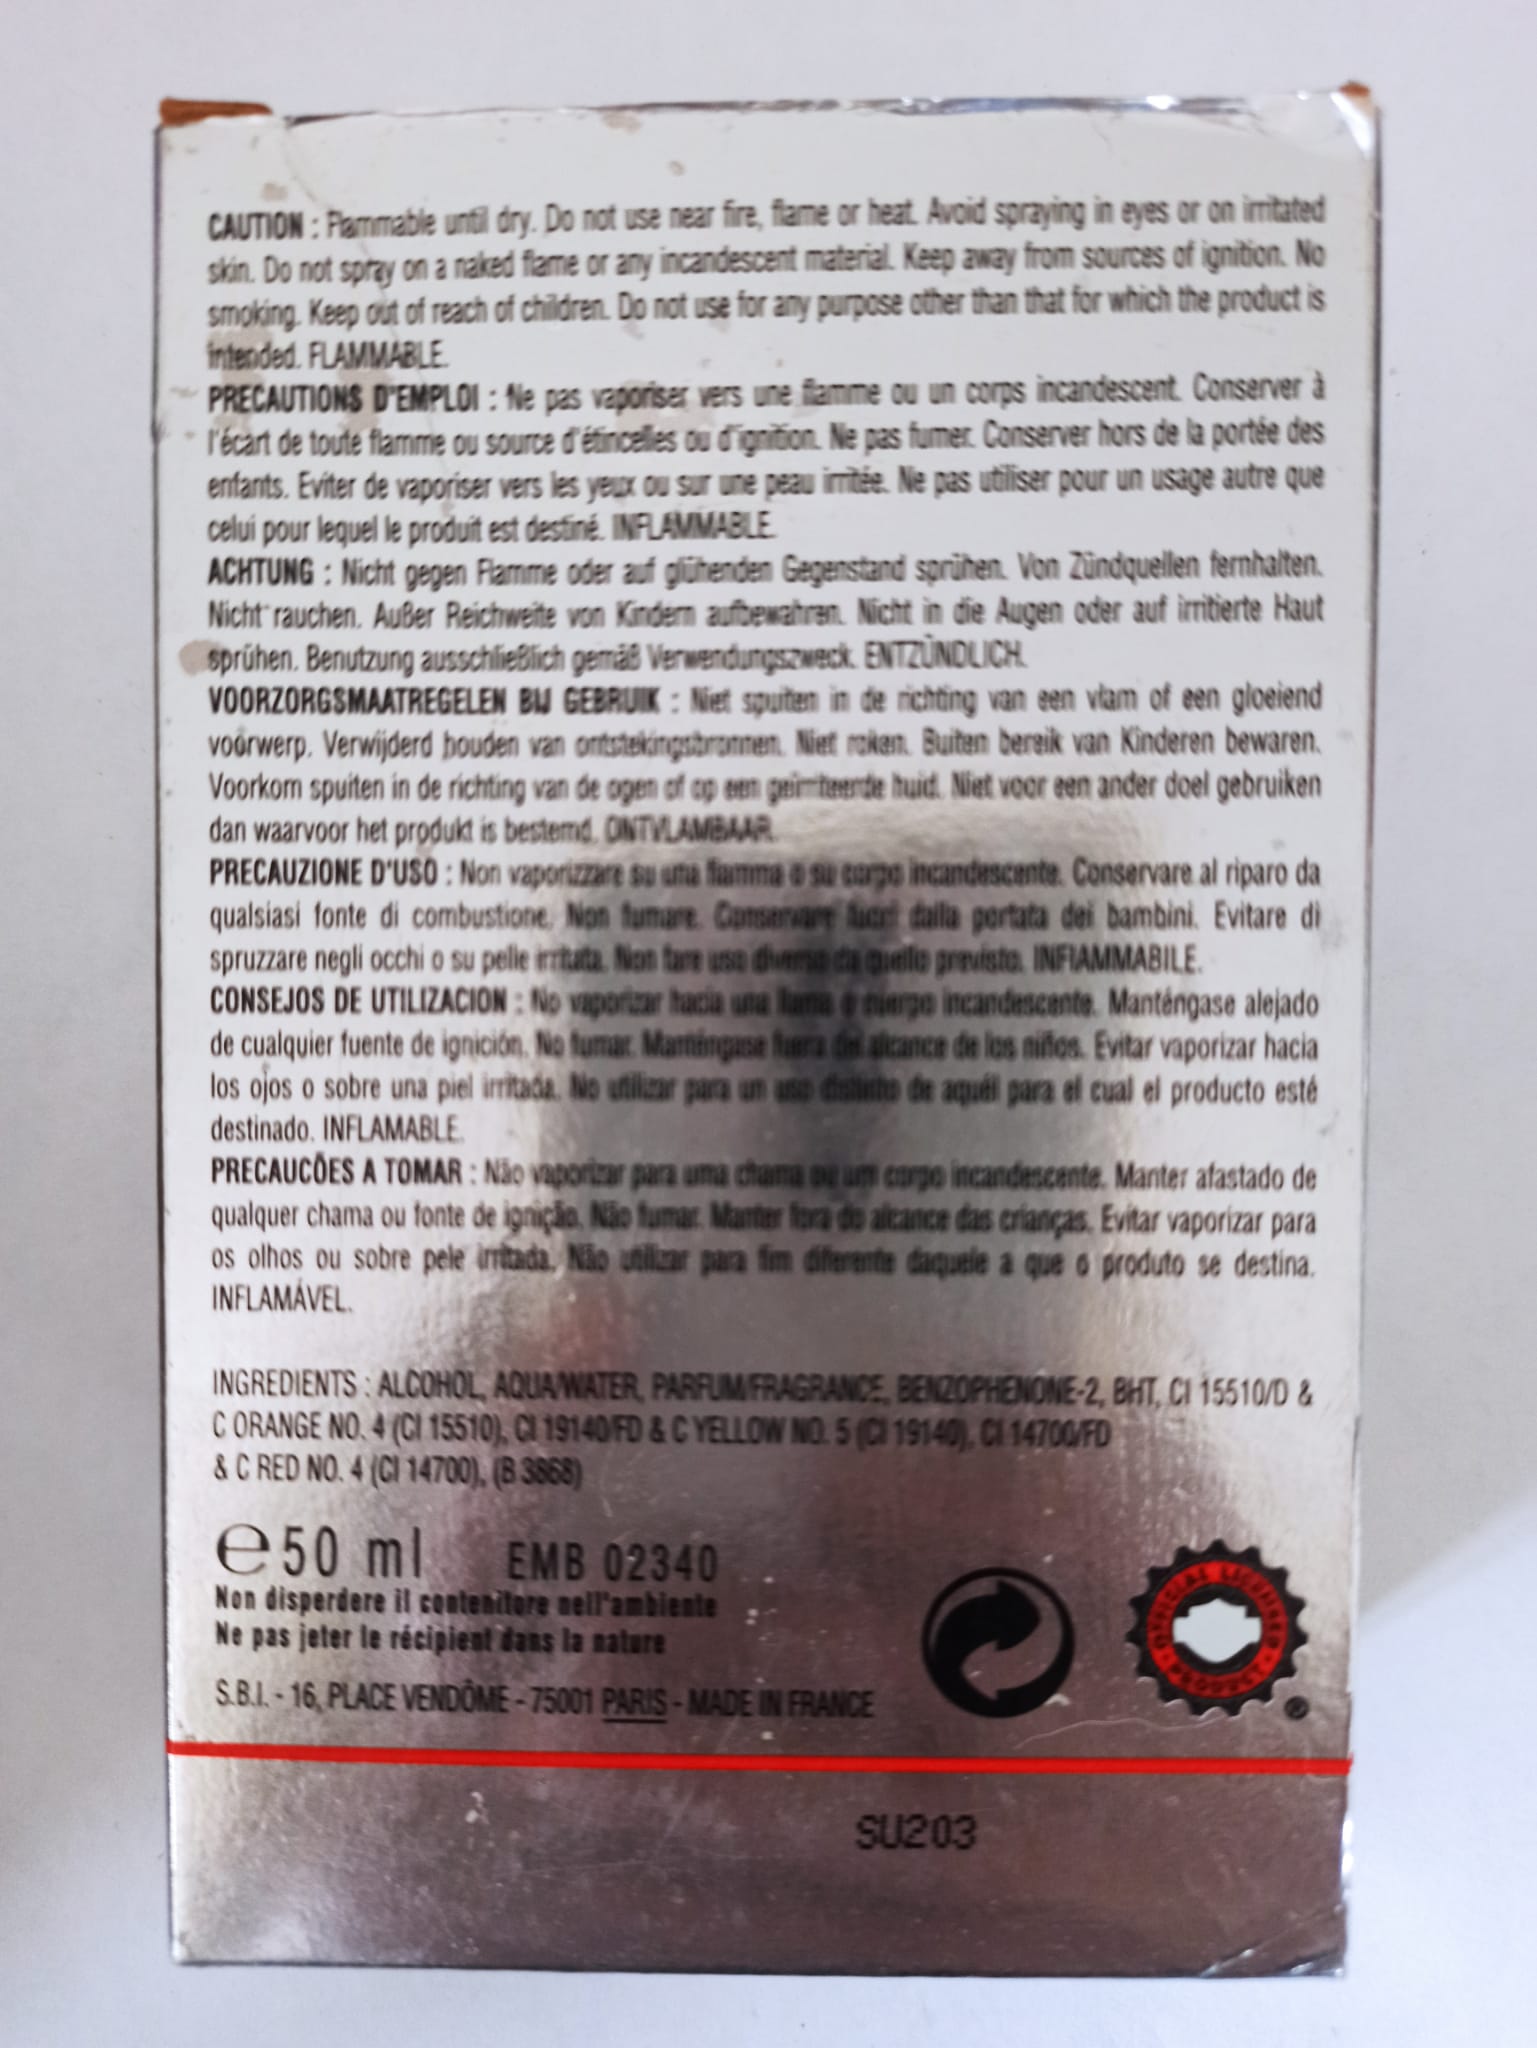 CAUTION : Flammable until dry. Do not use near fire, flame or heat. Avoid spraying in eyes or on irritated
skin. Do not spray on a naked flame or any incandescent material. Keep away from sources of ignition. No
smoking. Keep out of reach of children. Do not use for any purpose other than that for which the product is
intended. FLAMMABLE.
PRECAUTIONS D'EMPLOI : Ne pas vaporiser vers une flamme ou un corps incandescent. Conserver à
l'écart de toute flamme ou source d'étincelles ou d'ignition. Ne pas fumer. Conserver hors de la portée des
enfants. Eviter de vaporiser vers les yeux ou sur une peau irritée. Ne pas utiliser pour un usage autre que
celui pour lequel le produit est destiné. INFLAMMABLE.
ACHTUNG : Nicht gegen Flamme oder auf glühenden Gegenstand sprühen. Von Zündquellen fernhalten.
Nicht rauchen. Außer Reichweite von Kindern aufbewahren. Nicht in die Augen oder auf irritierte Haut
sprühen. Benutzung ausschließlich gemäß Verwendungszweck. ENTZÜNDLICH.
VOORZORGSMAATREGELEN BIJ GEBRUIK : Niet spuiten in de richting van een vlam of een gloeiend
voorwerp. Verwijderd houden van ontstekingsbronnen. Niet roken. Buiten bereik van Kinderen bewaren.
Voorkom spuiten in de richting van de ogen of op een geïrriteerde huid. Niet voor een ander doel gebruiken
dan waarvoor het produkt is bestemd. ONTVLAMBAAR.
PRECAUZIONE D'USO : Non vaporizzare su una fiamma o su corpo incandescente. Conservare al riparo da
qualsiasi fonte di combustione. Non fumare. Conservare fuori dalla portata dei bambini. Evitare di
spruzzare negli occhi o su pelle irritata. Non fare uso diverso da quello previsto. INFIAMMABILE.
CONSEJOS DE UTILIZACION : No vaporizar hacia una llama o cuerpo incandescente. Manténgase alejado
de cualquier fuente de ignición. No fumar. Manténgase fuera del alcance de los niños. Evitar vaporizar hacia
los ojos o sobre una piel irritada. No utilizar para un uso distinto de aquél para el cual el producto esté
destinado. INFLAMABLE.
PRECAUCÕES A TOMAR : Não vaporizar para uma chama ou um corpo incandescente. Manter afastado de
qualquer chama ou fonte de ignição. Não fumar. Manter fora do alcance das crianças. Evitar vaporizar para
os olhos ou sobre pele irritada. Não utilizar para fim diferente daquele a que o produto se destina.
INFLAMÁVEL.
INGREDIENTS : ALCOHOL, AQUA/WATER, PARFUM/FRAGRANCE, BENZOPHENONE-2, BHT, CI 15510/D &
C ORANGE NO. 4 (CI 15510), CI 19140/FD & C YELLOW NO. 5 (CI 19140), CI 14700/FD
& C RED NO. 4 (CI 14700), (B 3868)
℮50 ml EMB 02340
Non disperdere il contenitore nell'ambiente
Ne pas jeter le récipient dans la nature
OFFICIAL LICENSED
PRODUCT
®
S.B.I. - 16, PLACE VENDÔME - 75001 PARIS - MADE IN FRANCE
SU203